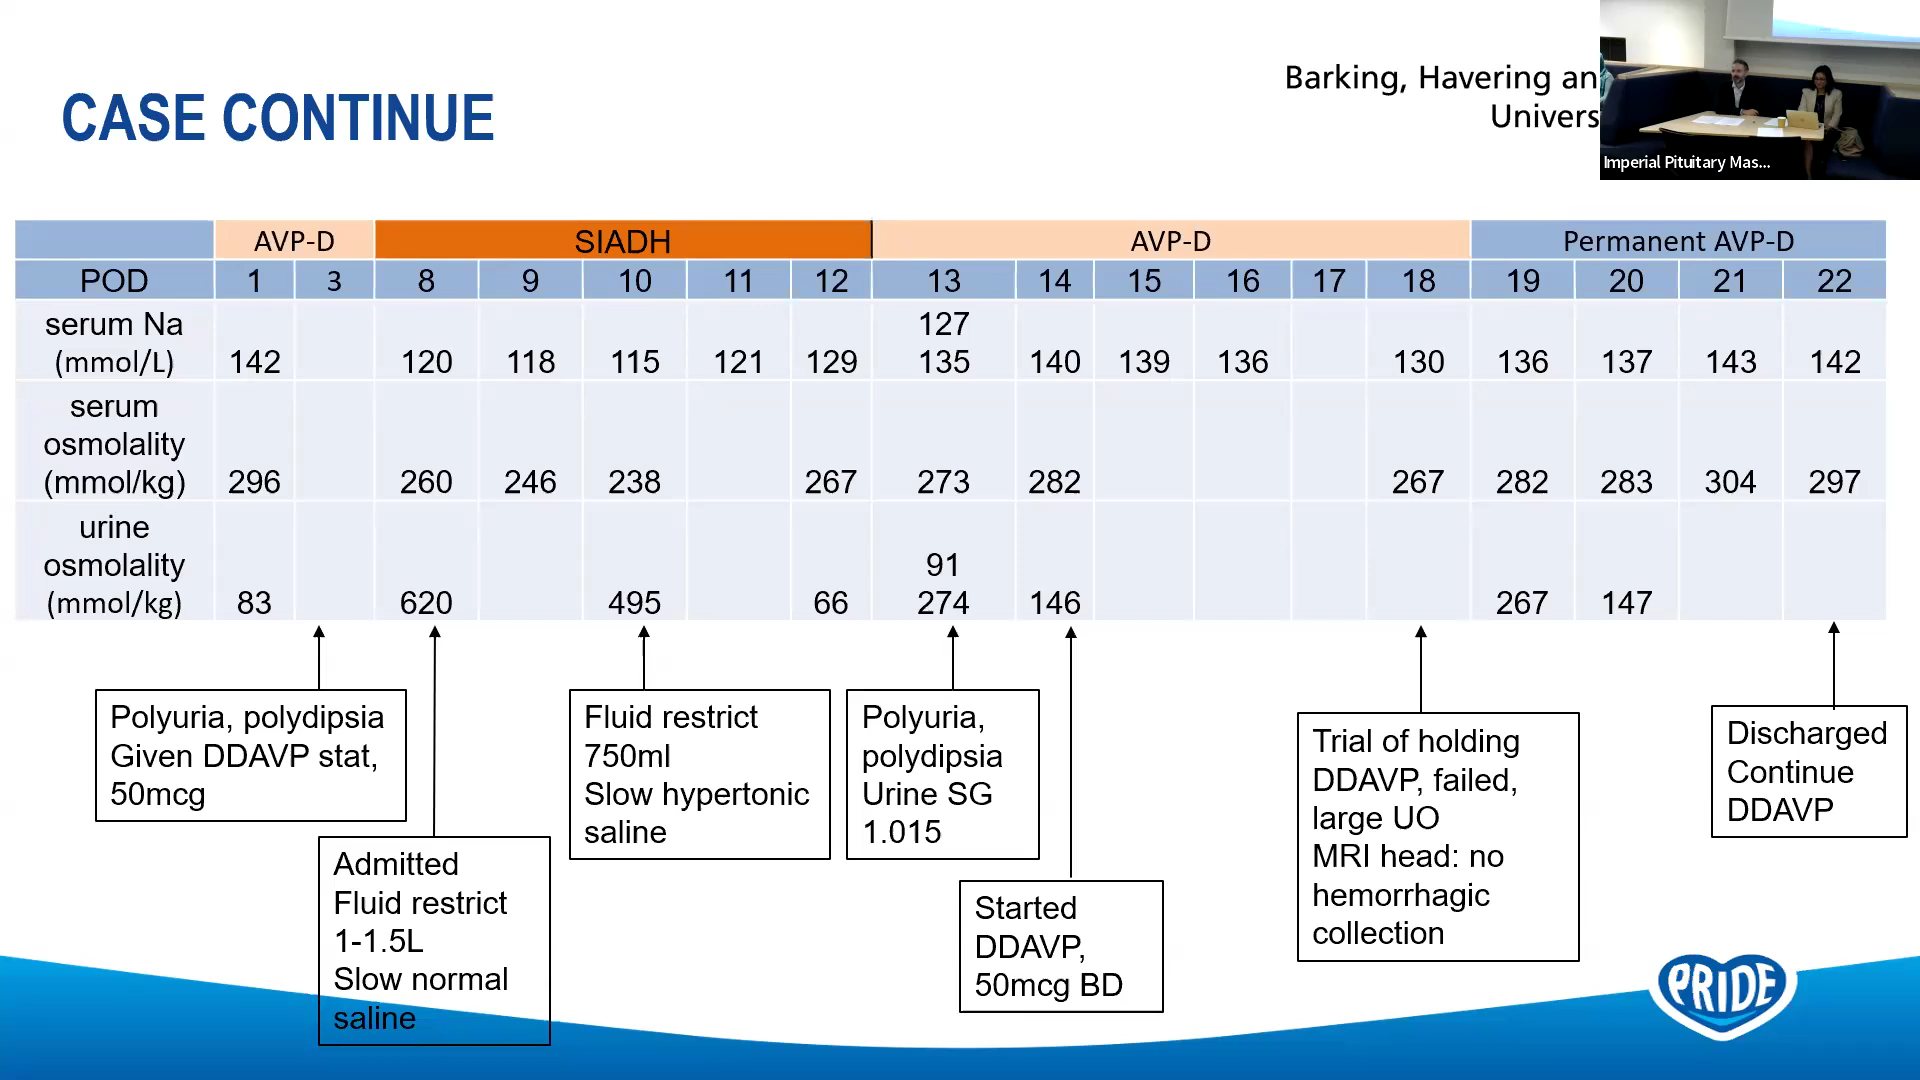 Barking, Havering an
Univers
CASE CONTINUE
Imperial Pituitary Mas...
AVP-D SIADH AVP-D Permanent AVP-D
POD 1 3 8 9 10 11 12 13 14 15 16 17 18 19 20 21 22
serum Na 127
(mmol/L) 142 120 118 115 121 129 135 140 139 136 130 136 137 143 142
serum
osmolality
(mmol/kg) 296 260 246 238 267 273 282 267 282 283 304 297
urine
osmolality 91
(mmol/kg) 83 620 495 66 274 146 267 147
Polyuria, polydipsia
Given DDAVP stat,
50mcg
Admitted
Fluid restrict
1-1.5L
Slow normal
saline
Fluid restrict
750ml
Slow hypertonic
saline
Polyuria,
polydipsia
Urine SG
1.015
Started
DDAVP,
50mcg BD
Trial of holding
DDAVP, failed,
large UO
MRI head: no
hemorrhagic
collection
Discharged
Continue
DDAVP
PRIDE